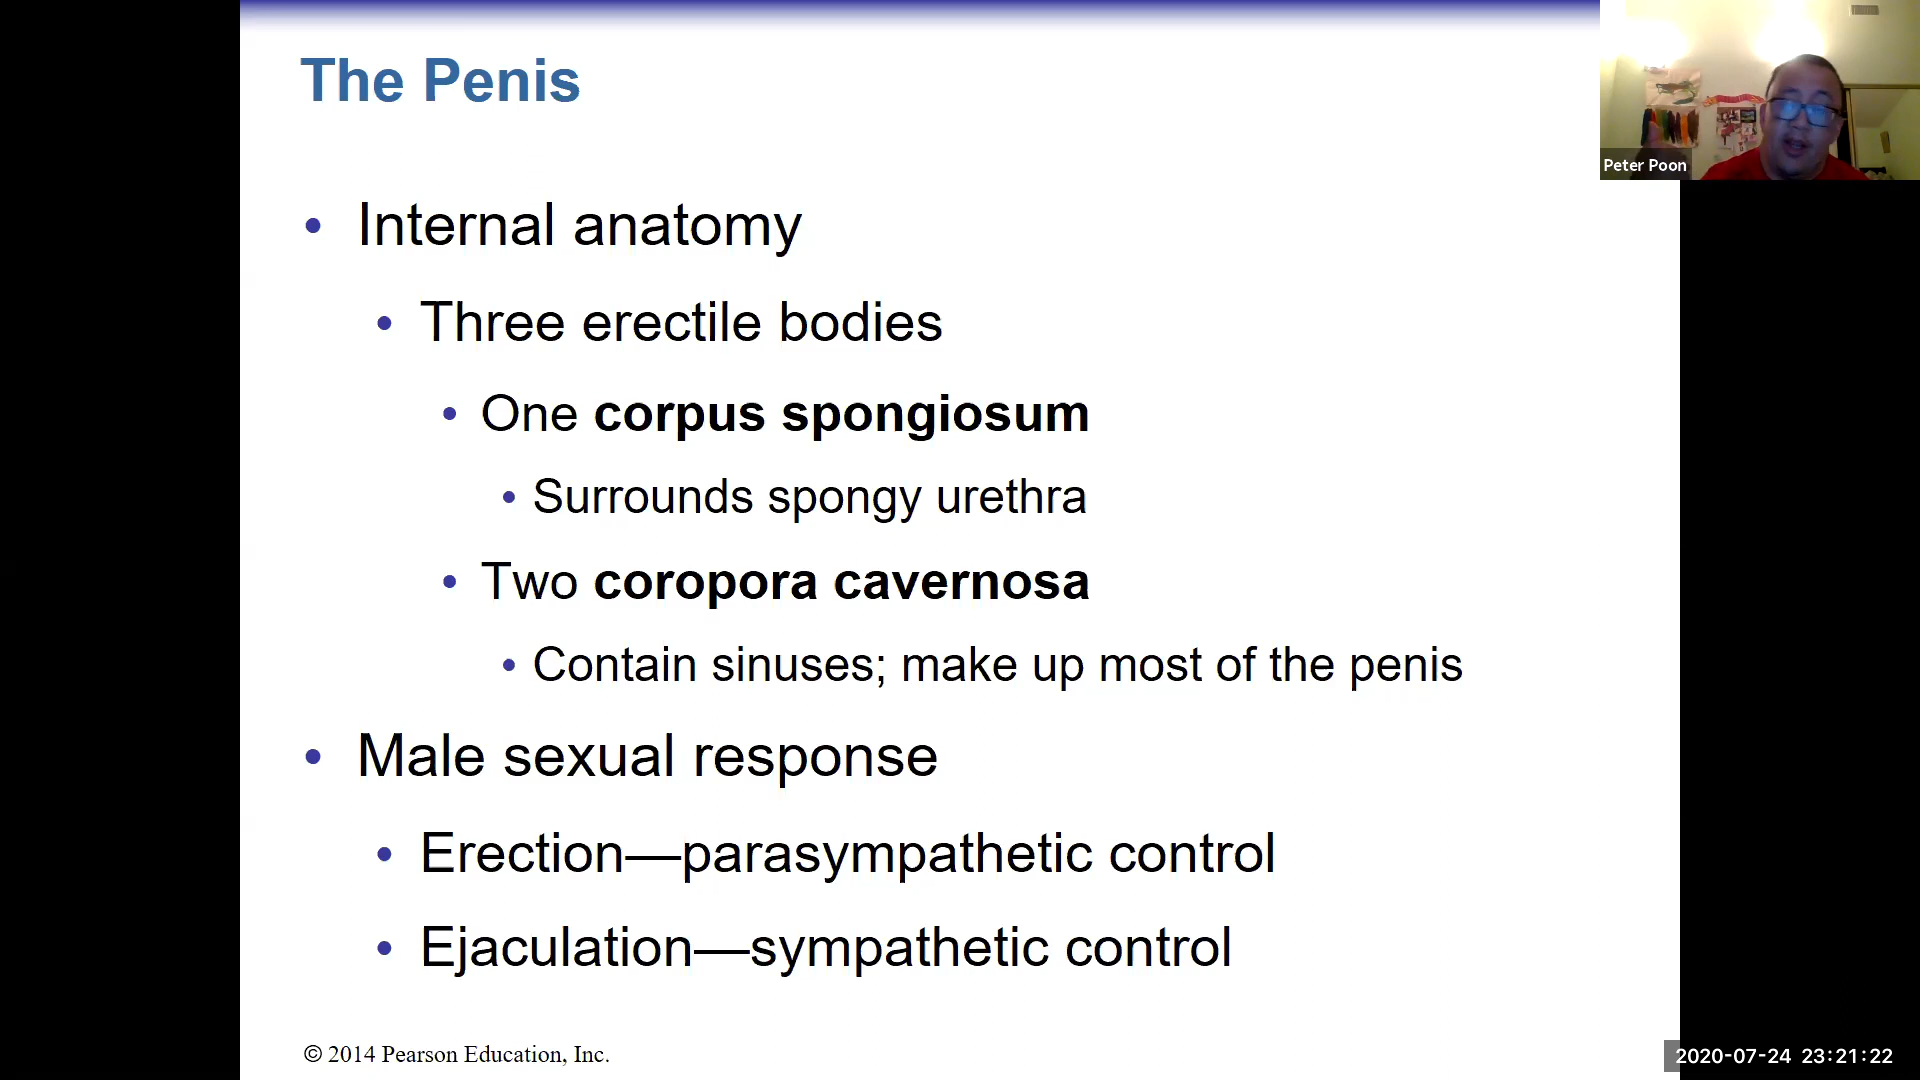 The Penis
Peter Poon
• Internal anatomy
• Three erectile bodies
• One corpus spongiosum
• Surrounds spongy urethra
• Two coropora cavernosa
• Contain sinuses; make up most of the penis
• Male sexual response
• Erection—parasympathetic control
• Ejaculation—sympathetic control
© 2014 Pearson Education, Inc.
2020-07-24 23:21:22